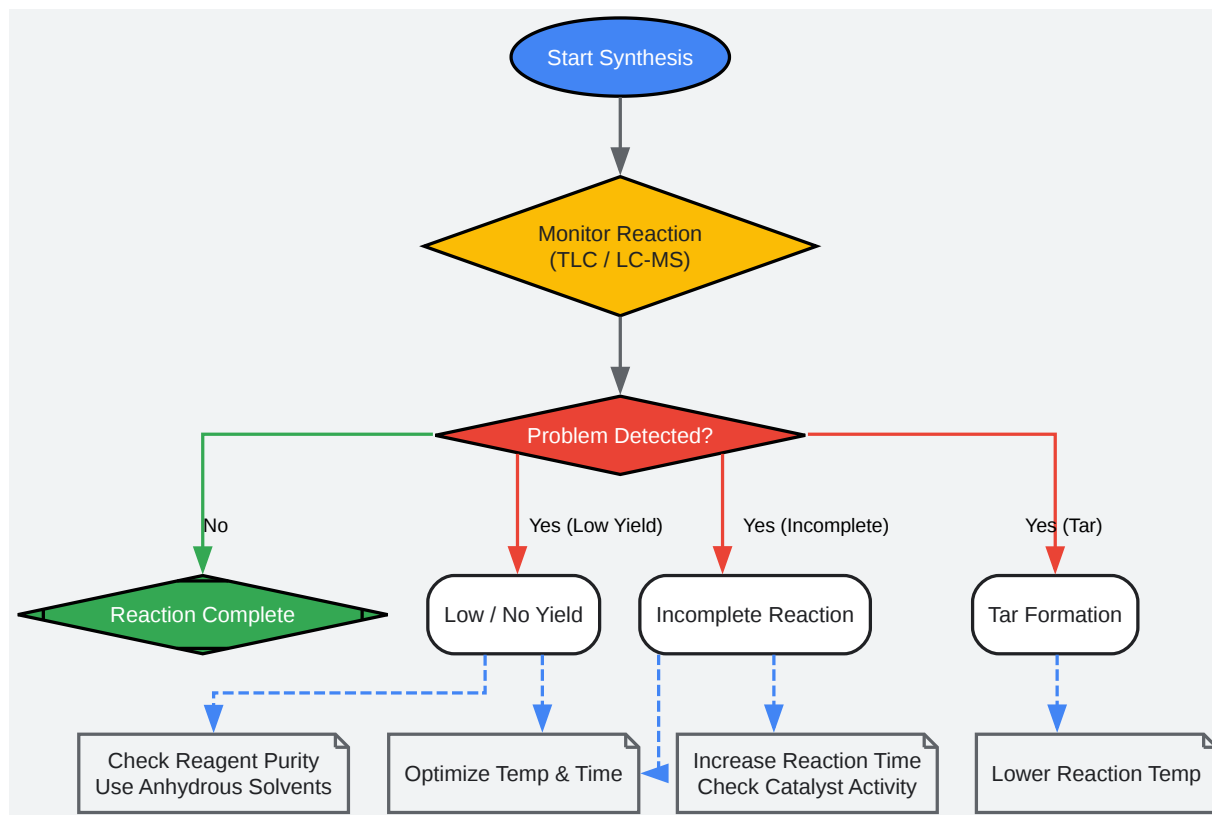 Start Synthesis
Monitor Reaction
(TLC / LC-MS)
Problem Detected?
No
Yes (Low Yield)
Yes (Incomplete)
Yes (Tar)
Reaction Complete
Low / No Yield
Incomplete Reaction
Tar Formation
Check Reagent Purity
Use Anhydrous Solvents
Optimize Temp & Time
Increase Reaction Time
Check Catalyst Activity
Lower Reaction Temp